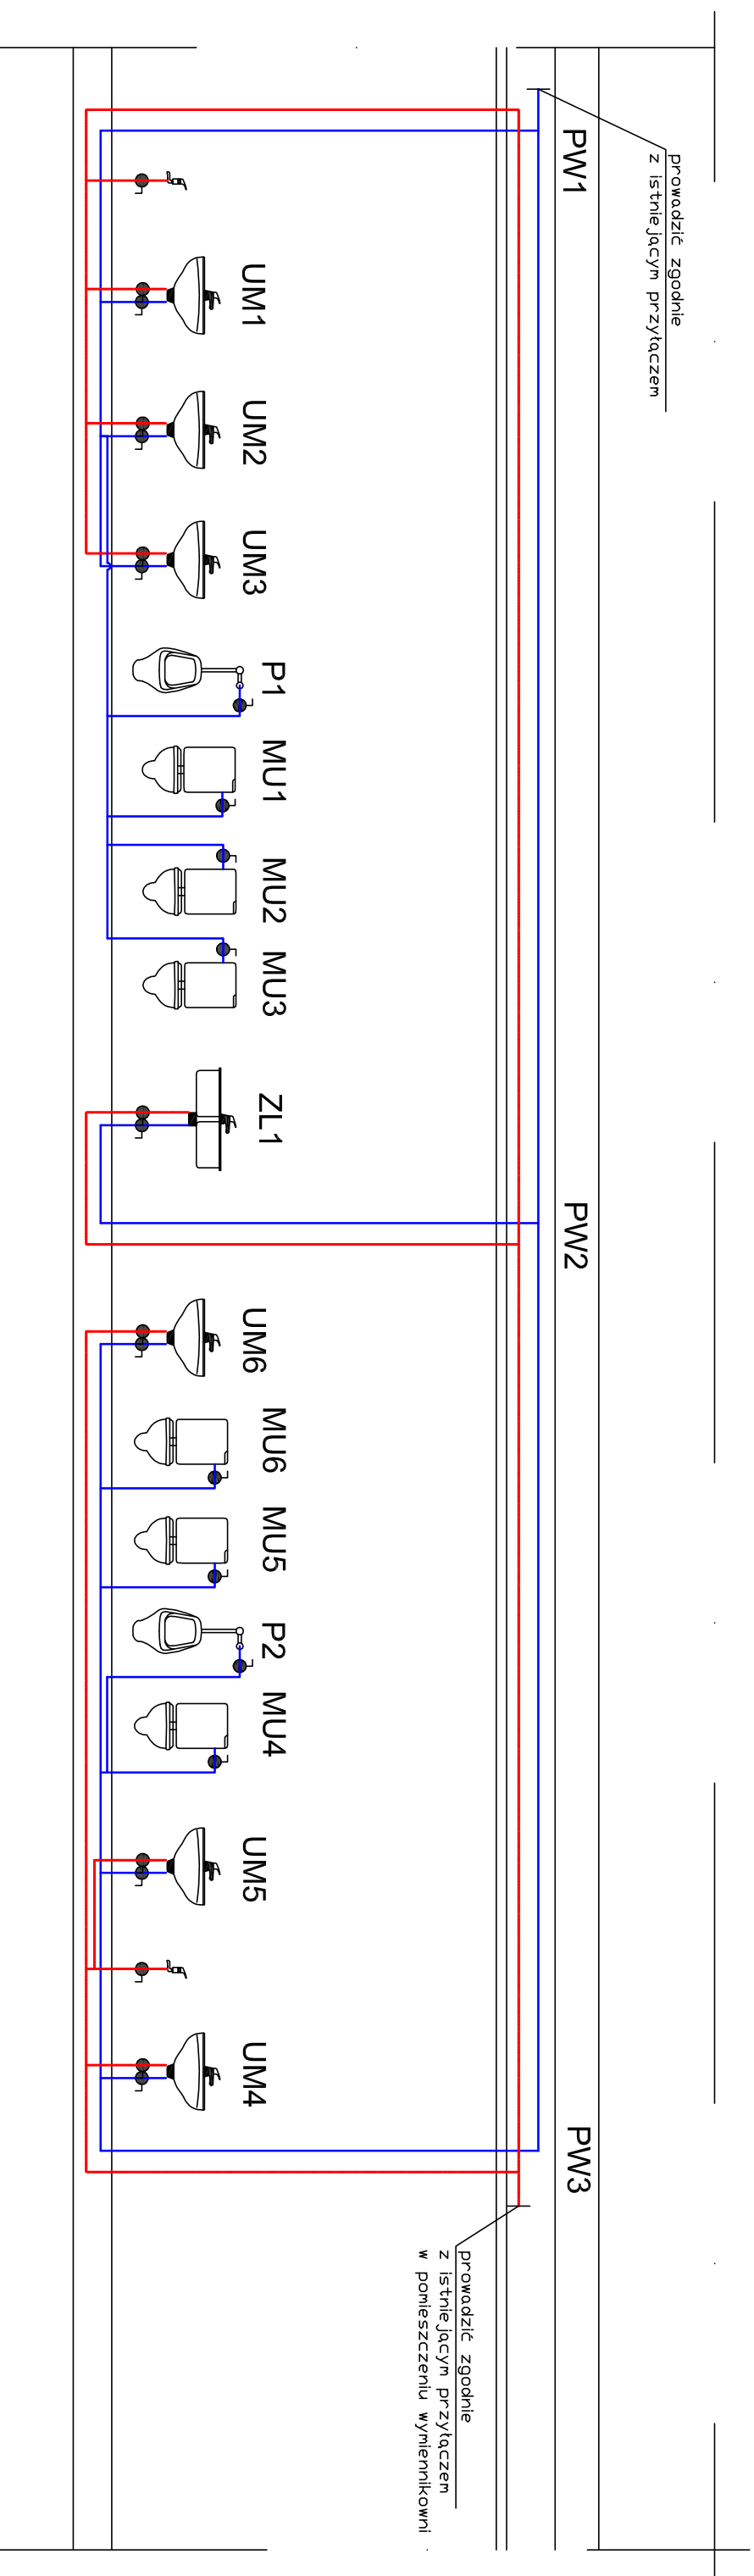 prowadzić zgodnie
z istniejącym przyłączem
PW1
PW2
PW3
UM1
UM2
UM3
P1
MU1
MU2
MU3
ZL1
UM6
MU6
MU5
P2
MU4
UM5
UM4
prowadzić zgodnie
z istniejącym przyłączem
w pomieszczeniu wymiennikowni